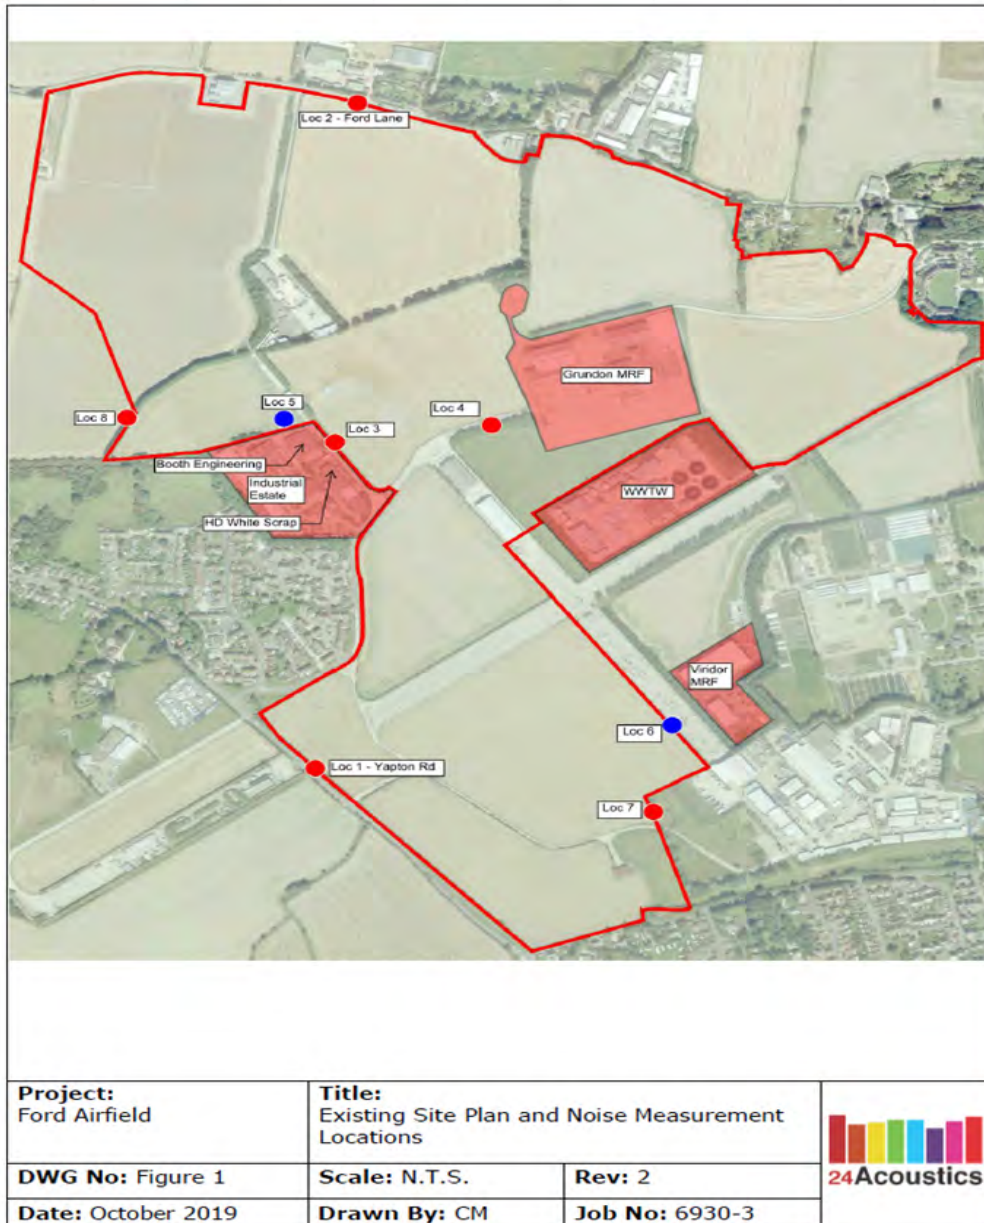 Loc 2 - Ford Lane
Grundon MRF
Loc 8
Loc 5
Loc 4
Loc 3
Booth Engineering
Industrial
Estate
HD White Scrap
WWTW
Viridor
MRF
Loc 6
Loc 1 - Yapton Rd
Loc 7
Project:
Ford Airfield
Title:
Existing Site Plan and Noise Measurement
Locations
24Acoustics
DWG No: Figure 1
Scale: N.T.S.
Rev: 2
Date: October 2019
Drawn By: CM
Job No: 6930-3